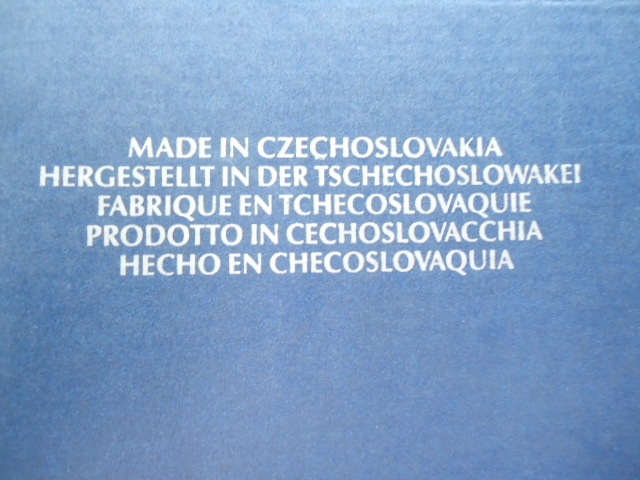 MADE IN CZECHOSLOVAKIA
HERGESTELLT IN DER TSCHECHOSLOWAKEI
FABRIQUE EN TCHECOSLOVAQUIE
PRODOTTO IN CECHOSLOVACCHIA
HECHO EN CHECOSLOVAQUIA